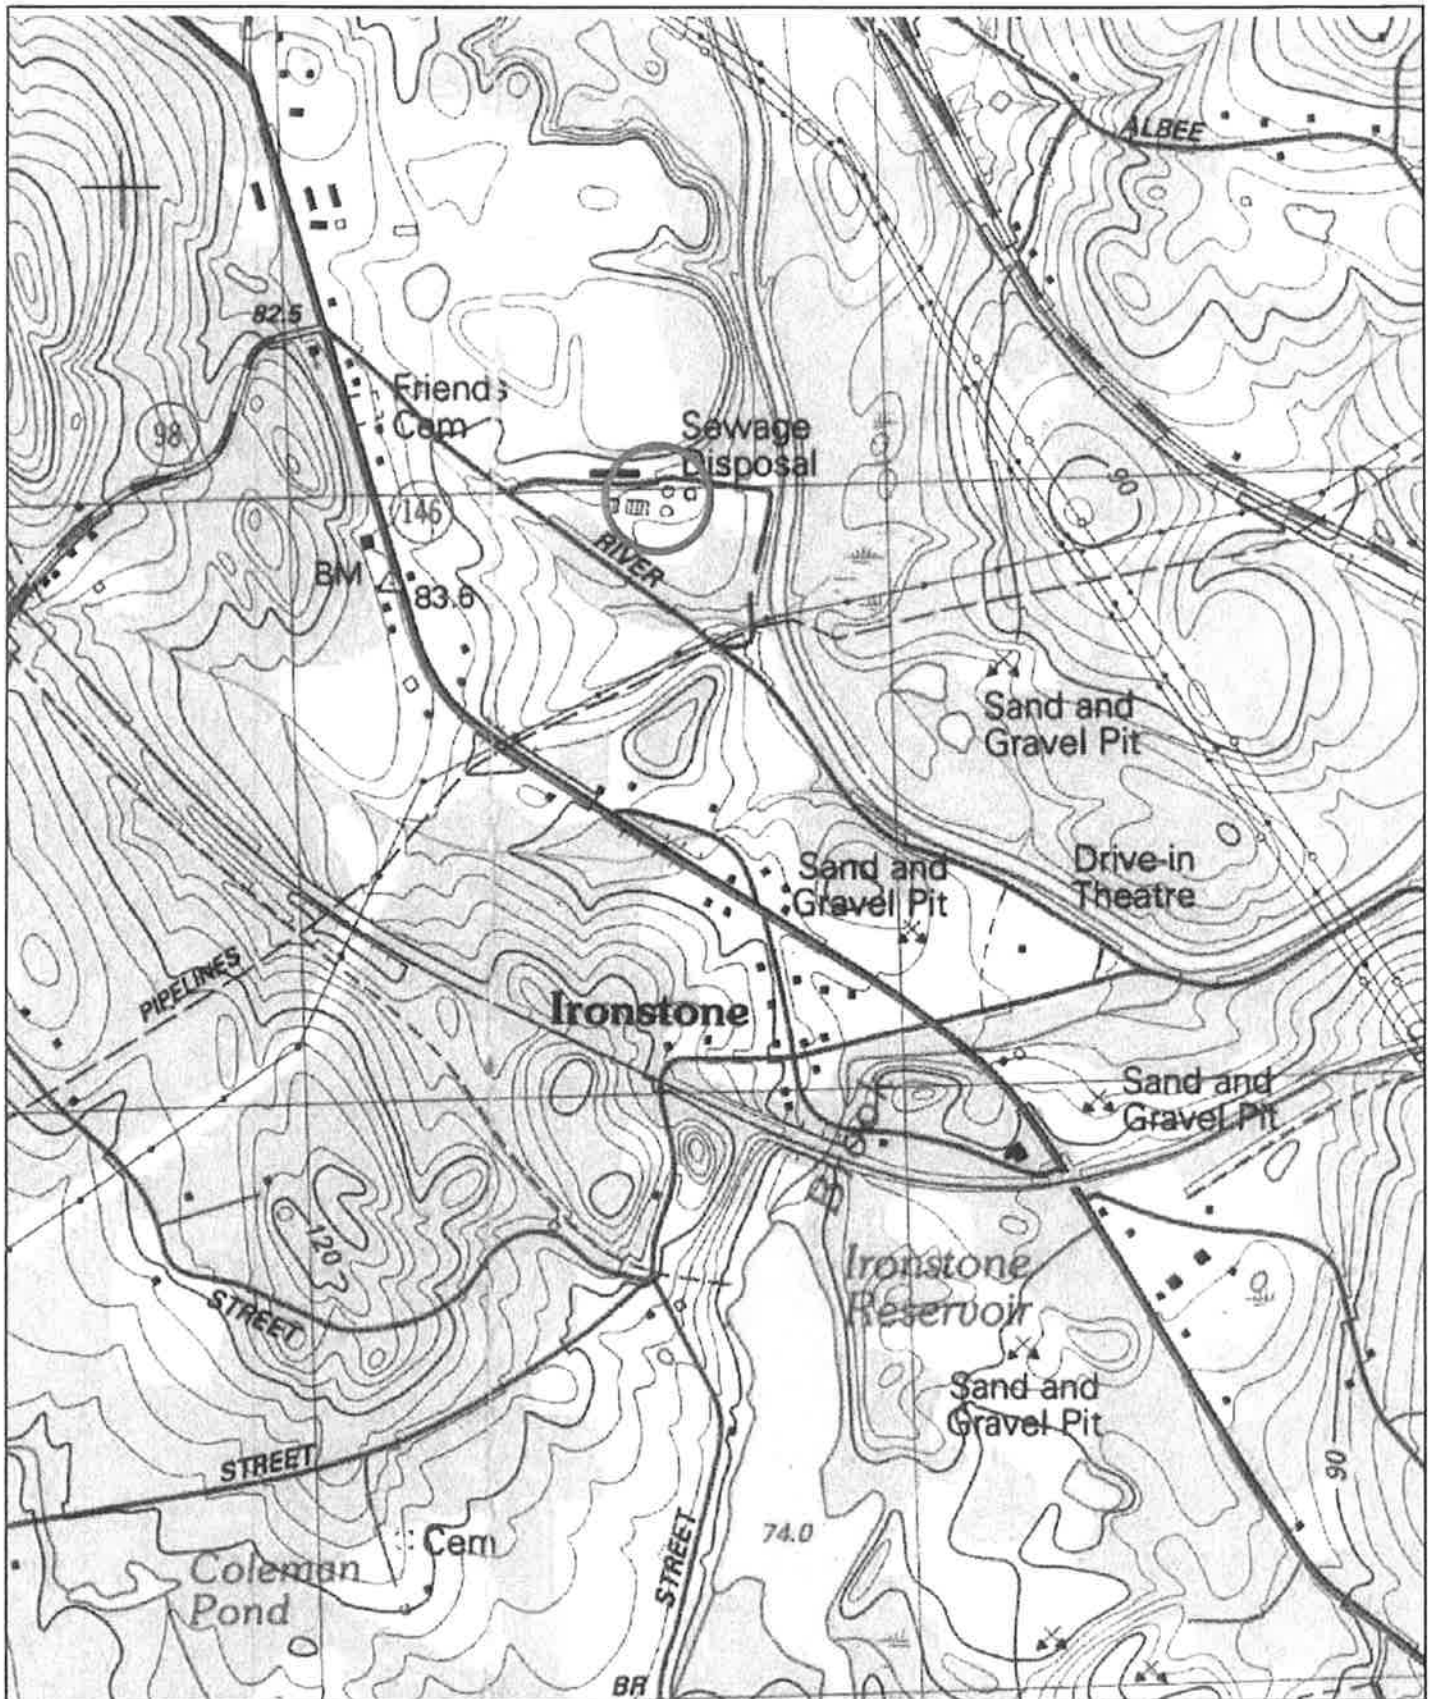 ALBEE
82.5
Friends
Cem
98
Sewage
Disposal
146
RIVER
90
BM
83.6
Sand and
Gravel Pit
Sand and
Gravel Pit
Drive-in
Theatre
PIPELINES
Ironstone
Sand and
Gravel Pit
120
STREET
Ironstone
Reservoir
Sand and
Gravel Pit
STREET
90
Cem
74.0
STREET
Coleman
Pond
BR